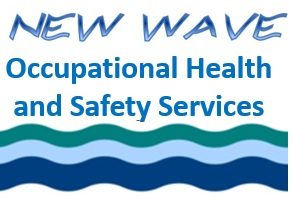 NEW WAVE
Occupational Health
and Safety Services